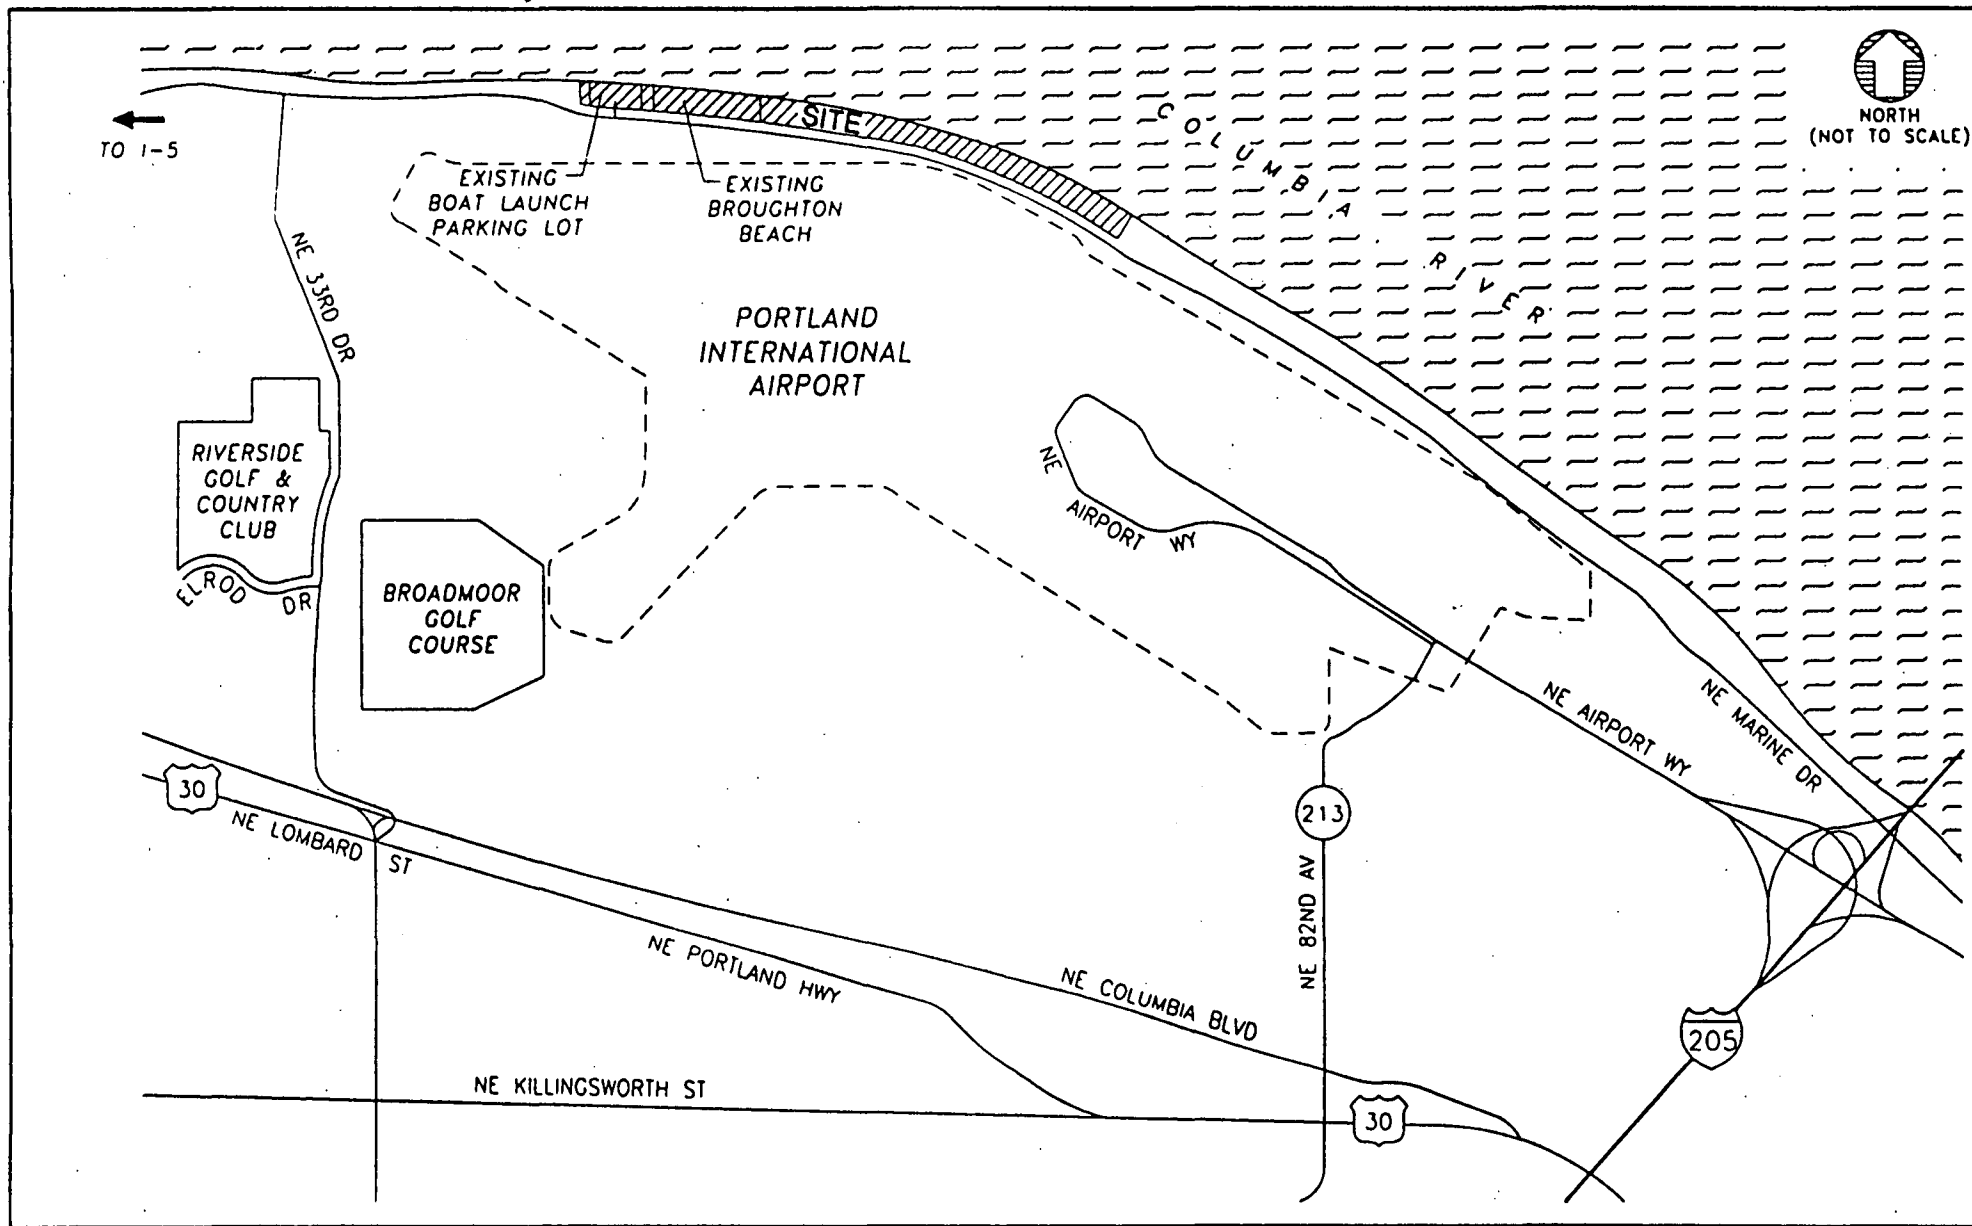 NORTH
(NOT TO SCALE)
COLUMBIA
RIVER
TO I-5
SITE
EXISTING
BOAT LAUNCH
PARKING LOT
EXISTING
BROUGHTON
BEACH
NE 33RD DR
PORTLAND
INTERNATIONAL
AIRPORT
RIVERSIDE
GOLF &
COUNTRY
CLUB
ELROD DR
BROADMOOR
GOLF
COURSE
NE
AIRPORT WY
NE AIRPORT WY
NE MARINE DR
30
NE LOMBARD ST
213
NE 82ND AV
NE PORTLAND HWY
NE COLUMBIA BLVD
205
NE KILLINGSWORTH ST
30